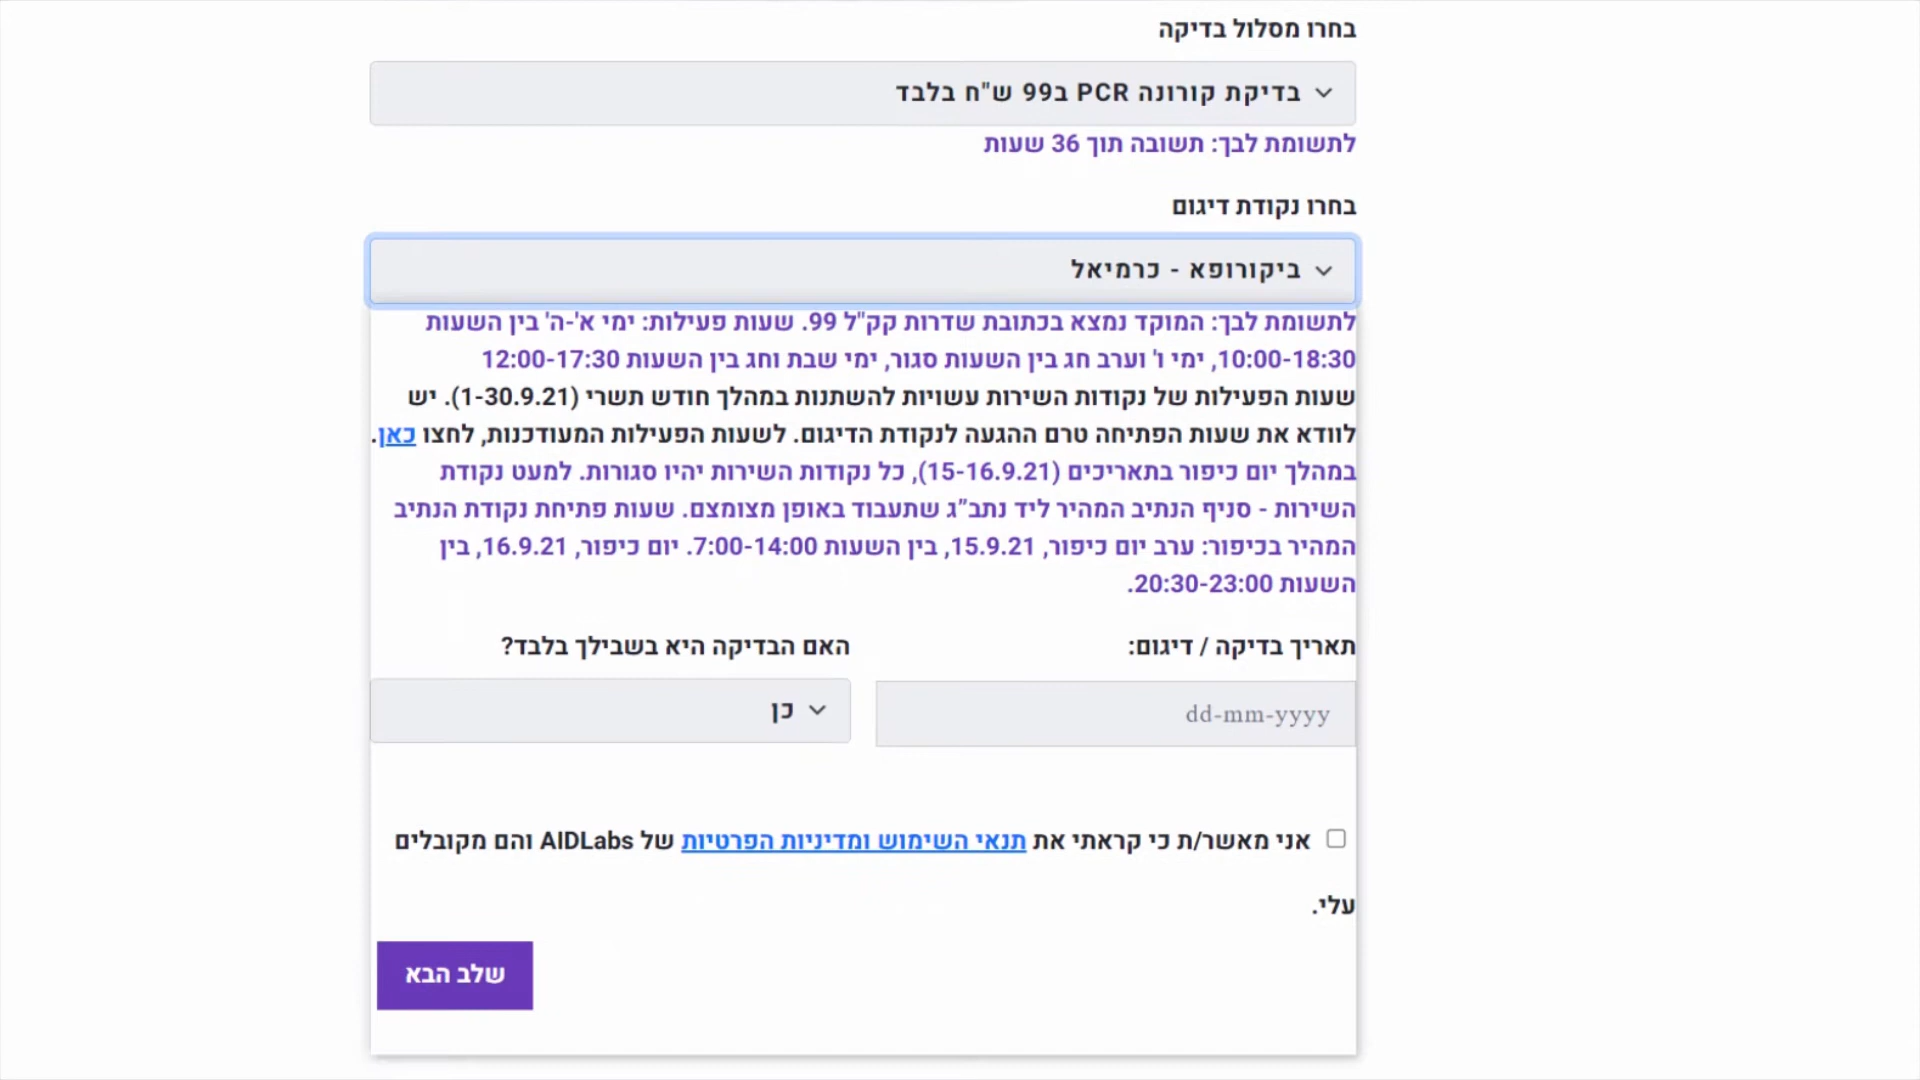 בחרו מסלול בדיקה
בדיקת קורונה PCR ב99 ש"ח בלבד
לתשומת לבך: תשובה תוך 36 שעות
בחרו נקודת דיגום
ביקורופא - כרמיאל
לתשומת לבך: המוקד נמצא בכתובת שדרות קק"ל 99. שעות פעילות: ימי א'-ה' בין השעות
10:00-18:30, ימי ו' וערב חג בין השעות סגור, ימי שבת וחג בין השעות 12:00-17:30
שעות הפעילות של נקודות השירות עשויות להשתנות במהלך חודש תשרי (1-30.9.21). יש
לוודא את שעות הפתיחה טרם ההגעה לנקודת הדיגום. לשעות הפעילות המעודכנות, לחצו כאן.
במהלך יום כיפור בתאריכים (15-16.9.21), כל נקודות השירות יהיו סגורות. למעט נקודת
השירות - סניף הנתיב המהיר ליד נתב”ג שתעבוד באופן מצומצם. שעות פתיחת נקודת הנתיב
המהיר בכיפור: ערב יום כיפור, 15.9.21, בין השעות 7:00-14:00. יום כיפור, 16.9.21, בין
השעות 20:30-23:00.
תאריך בדיקה / דיגום:
dd-mm-yyyy
האם הבדיקה היא בשבילך בלבד?
כן
אני מאשר/ת כי קראתי את תנאי השימוש ומדיניות הפרטיות של AIDLabs והם מקובלים
עלי.
שלב הבא